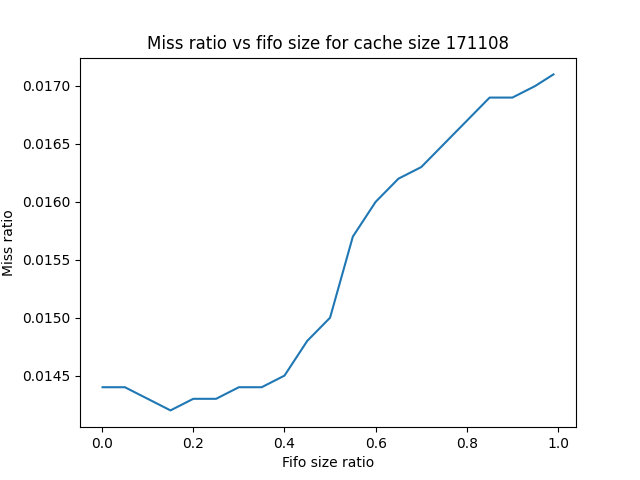 Miss ratio vs fifo size for cache size 171108
0.0170
0.0165
0.0160
0.0155
0.0150
0.0145
Miss ratio
0.0 0.2 0.4 0.6 0.8 1.0
Fifo size ratio